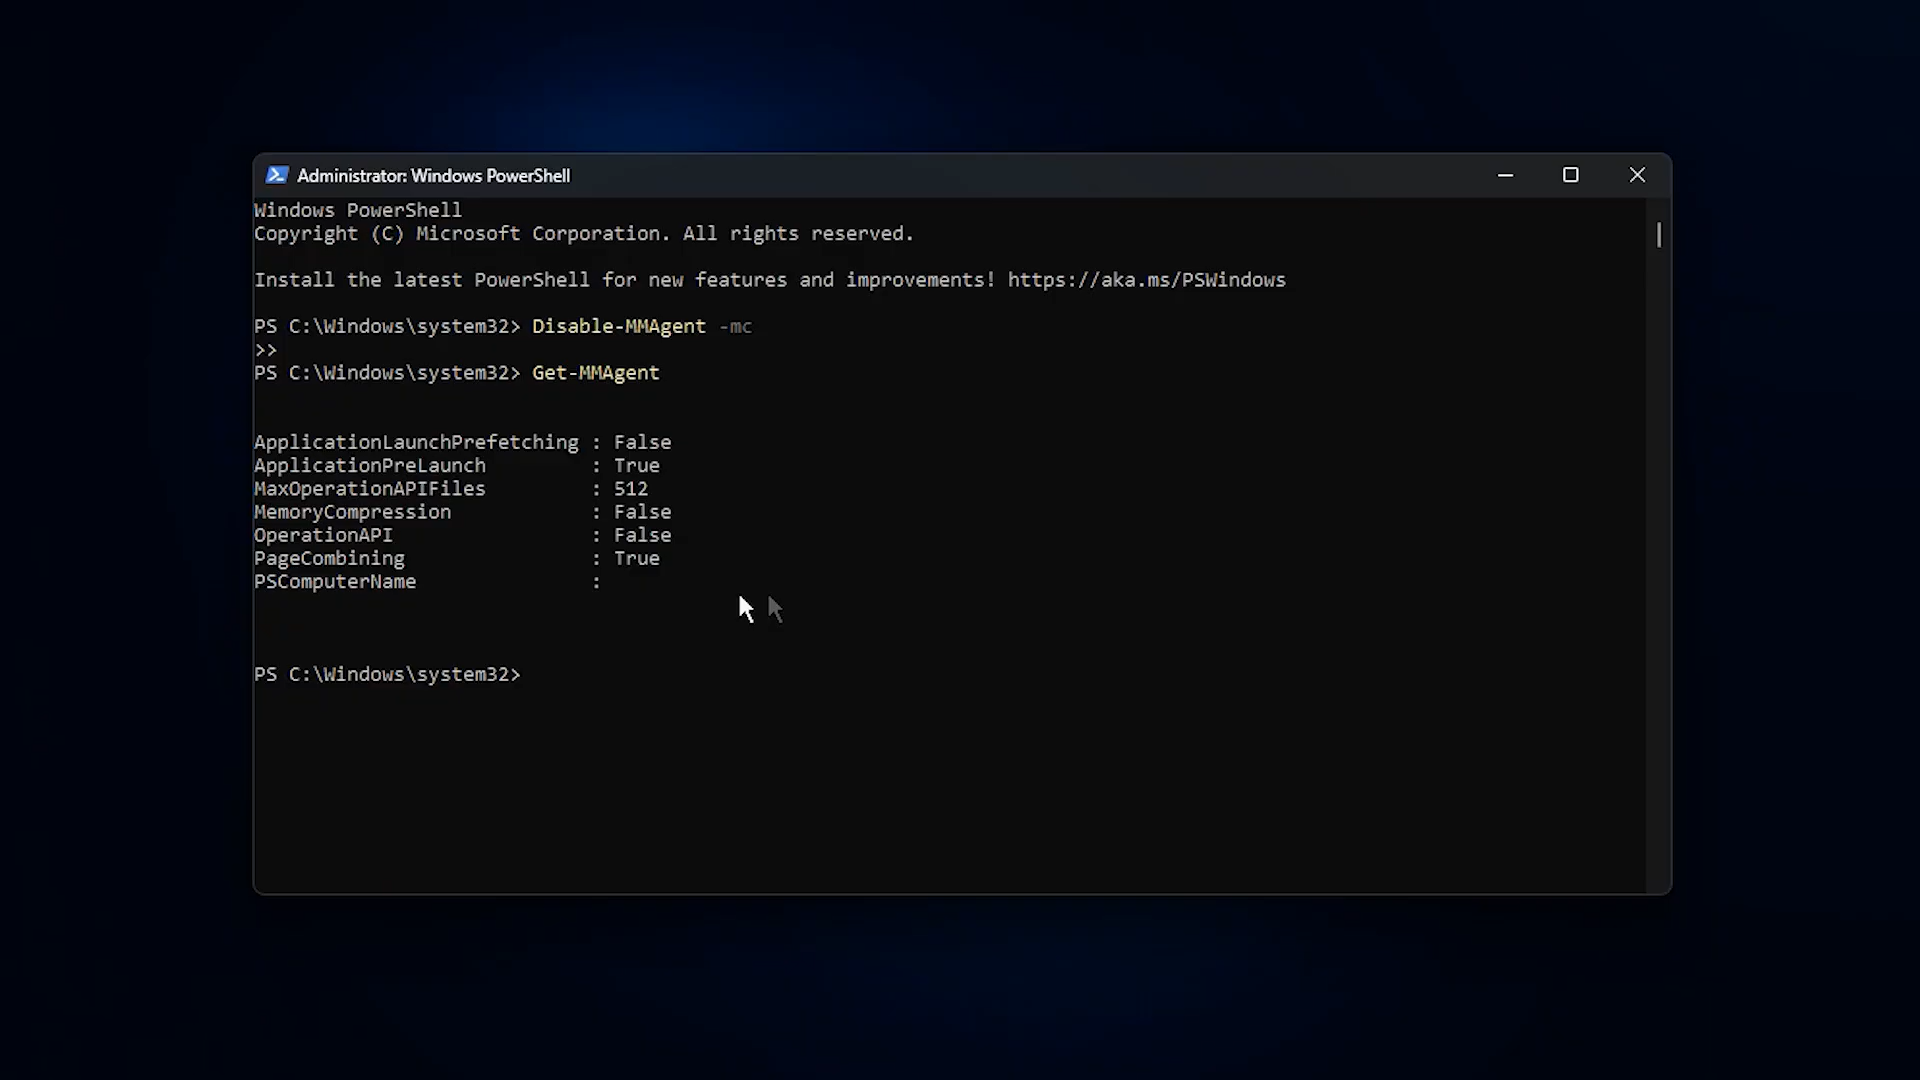 Administrator: Windows PowerShell
Windows PowerShell
Copyright (C) Microsoft Corporation. All rights reserved.
Install the latest PowerShell for new features and improvements! https://aka.ms/PSWindows
PS C:\Windows\system32> Disable-MMAgent -mc
>>
PS C:\Windows\system32> Get-MMAgent
ApplicationLaunchPrefetching : False
ApplicationPreLaunch : True
MaxOperationAPIFiles : 512
MemoryCompression : False
OperationAPI : False
PageCombining : True
PSComputerName :
PS C:\Windows\system32>